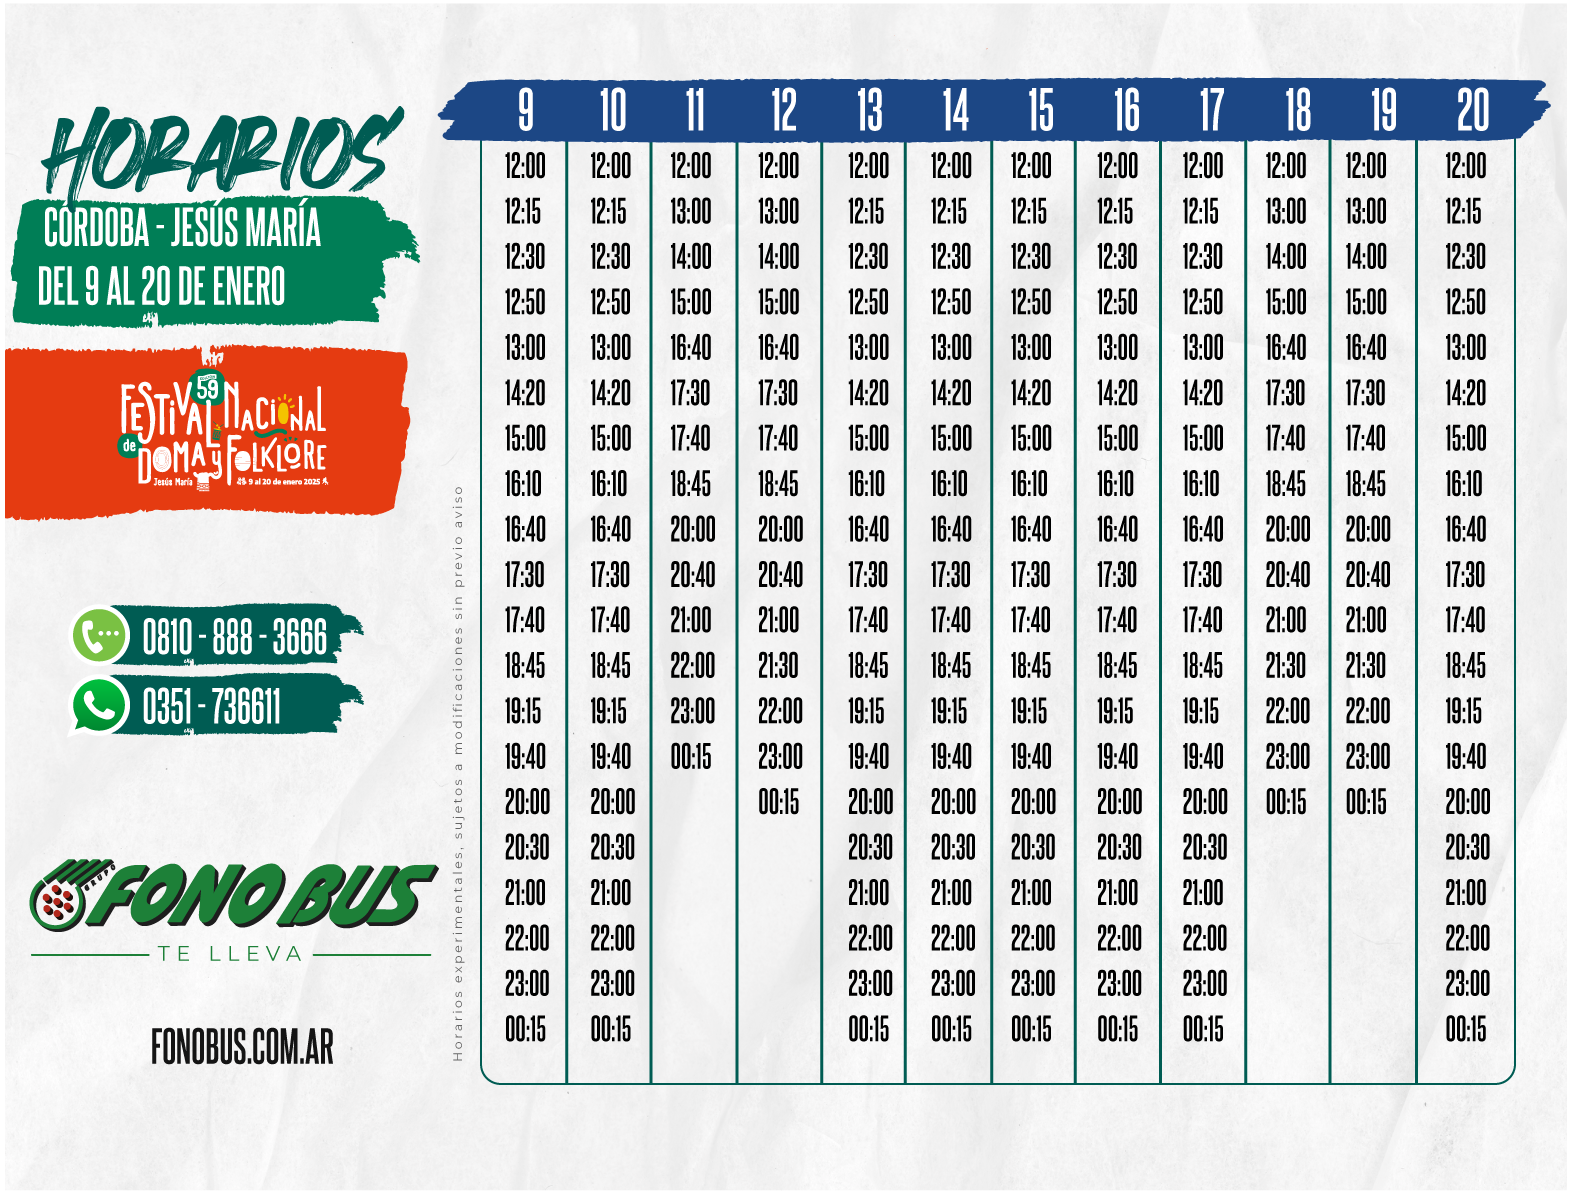 HORARIOS
CÓRDOBA - JESÚS MARÍA
DEL 9 AL 20 DE ENERO
59
FESTIVAL NACIONAL
de DOMA y FOLKLORE
Jesús María 9 al 20 de enero 2025
0810 - 888 - 3666
0351 - 736611
GRUPO
FONOBUS
TE LLEVA
FONOBUS.COM.AR
Horarios experimentales, sujetos a modificaciones sin previo aviso
9 10 11 12 13 14 15 16 17 18 19 20
12:00 12:00 12:00 12:00 12:00 12:00 12:00 12:00 12:00 12:00 12:00 12:00
12:15 12:15 13:00 13:00 12:15 12:15 12:15 12:15 12:15 13:00 13:00 12:15
12:30 12:30 14:00 14:00 12:30 12:30 12:30 12:30 12:30 14:00 14:00 12:30
12:50 12:50 15:00 15:00 12:50 12:50 12:50 12:50 12:50 15:00 15:00 12:50
13:00 13:00 16:40 16:40 13:00 13:00 13:00 13:00 13:00 16:40 16:40 13:00
14:20 14:20 17:30 17:30 14:20 14:20 14:20 14:20 14:20 17:30 17:30 14:20
15:00 15:00 17:40 17:40 15:00 15:00 15:00 15:00 15:00 17:40 17:40 15:00
16:10 16:10 18:45 18:45 16:10 16:10 16:10 16:10 16:10 18:45 18:45 16:10
16:40 16:40 20:00 20:00 16:40 16:40 16:40 16:40 16:40 20:00 20:00 16:40
17:30 17:30 20:40 20:40 17:30 17:30 17:30 17:30 17:30 20:40 20:40 17:30
17:40 17:40 21:00 21:00 17:40 17:40 17:40 17:40 17:40 21:00 21:00 17:40
18:45 18:45 22:00 21:30 18:45 18:45 18:45 18:45 18:45 21:30 21:30 18:45
19:15 19:15 23:00 22:00 19:15 19:15 19:15 19:15 19:15 22:00 22:00 19:15
19:40 19:40 00:15 23:00 19:40 19:40 19:40 19:40 19:40 23:00 23:00 19:40
20:00 20:00 00:15 20:00 20:00 20:00 20:00 20:00 00:15 00:15 20:00
20:30 20:30 20:30 20:30 20:30 20:30 20:30 20:30
21:00 21:00 21:00 21:00 21:00 21:00 21:00 21:00
22:00 22:00 22:00 22:00 22:00 22:00 22:00 22:00
23:00 23:00 23:00 23:00 23:00 23:00 23:00 23:00
00:15 00:15 00:15 00:15 00:15 00:15 00:15 00:15